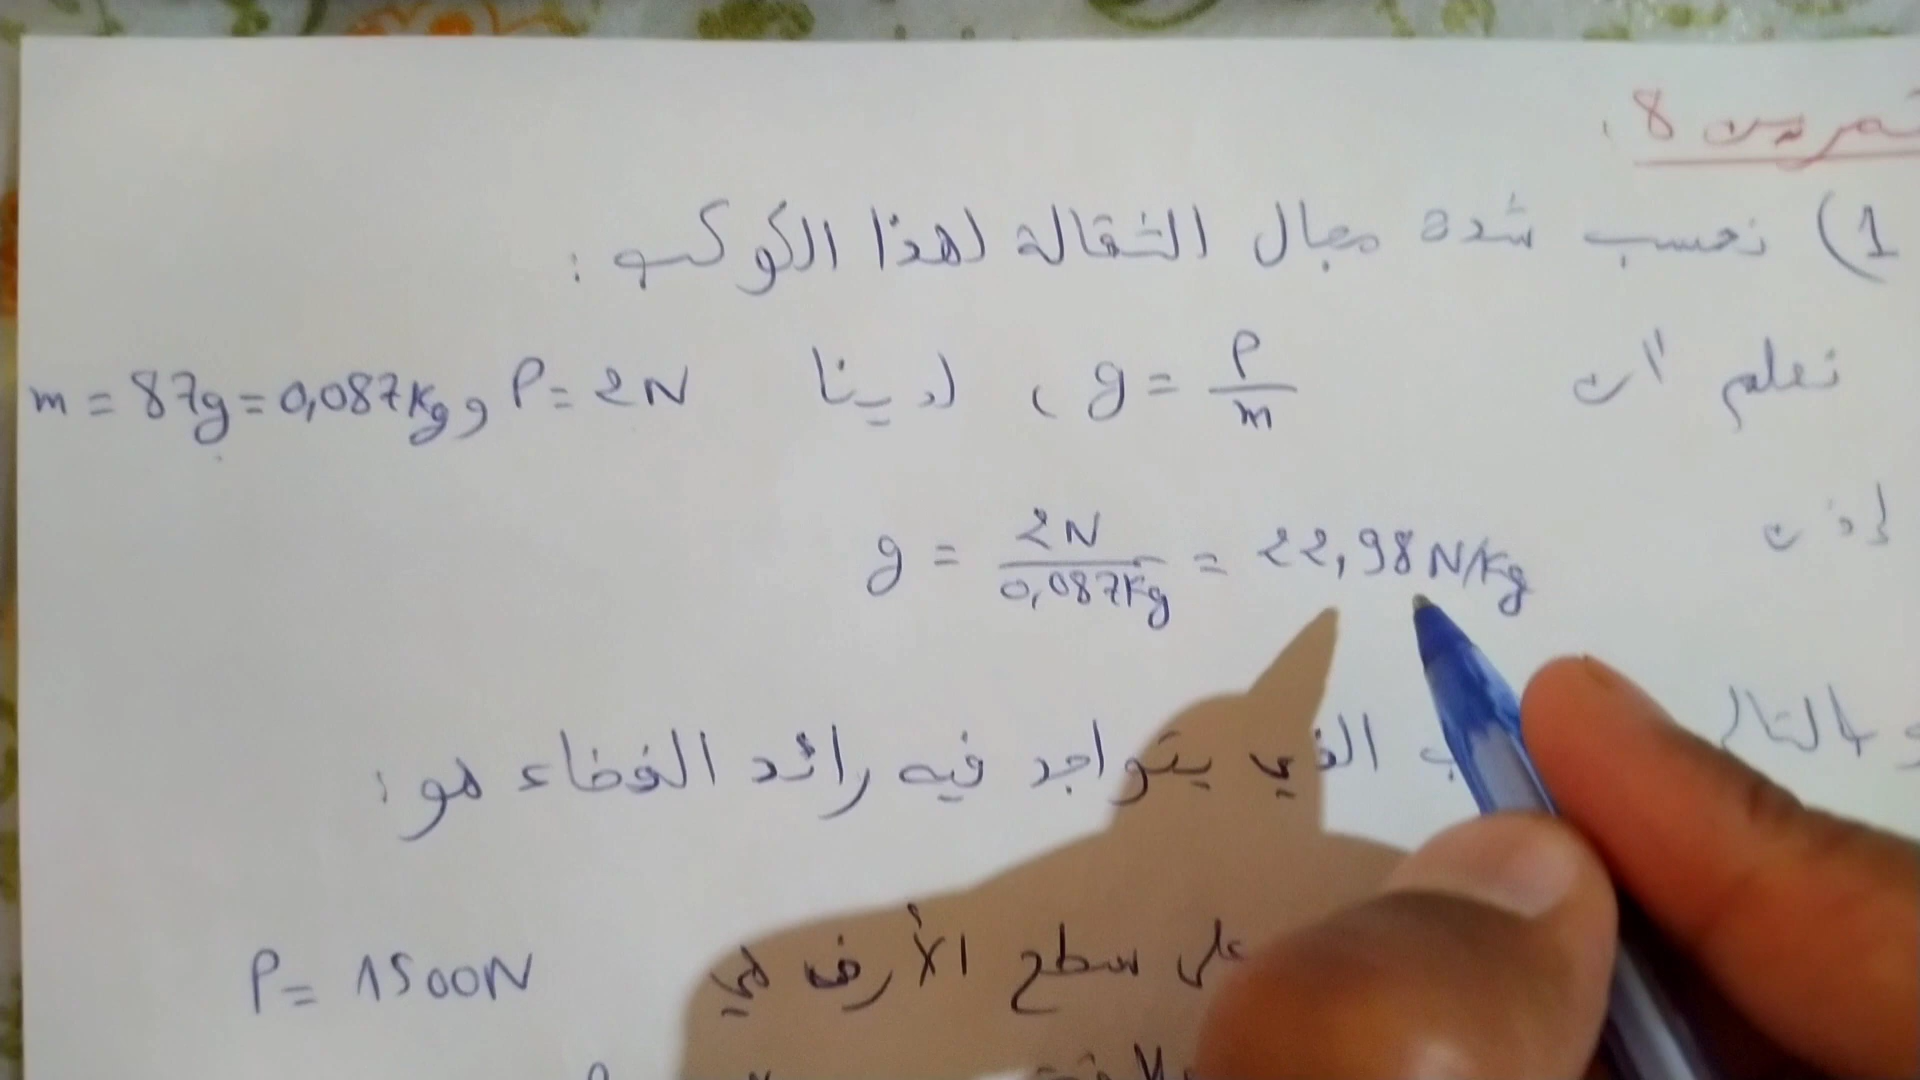 تمرين 8
1) نحسب شدة مجال الثقالة لهذا الكوكب :
نعلم أن g = P/m ، لدينا P = 2N و m = 87g = 0,087Kg
إذن
g = 2N/0,087Kg = 22,98 N/Kg
و بالتالي الذي يتواجد فيه رائد الفضاء هو :
على سطح الأرض هي P = 1500N